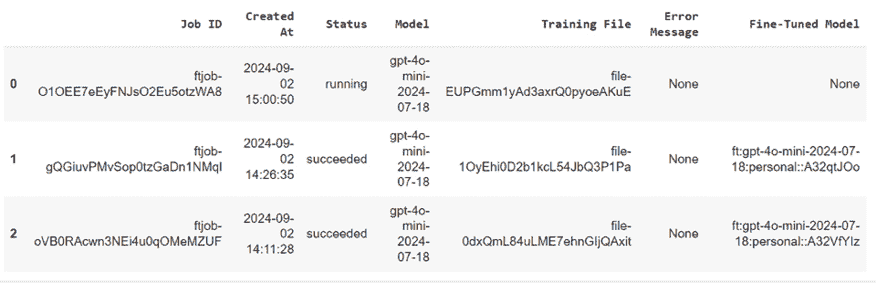 Job ID Created At Status Model Training File Error Message Fine-Tuned Model
0 ftjob-O1OEE7eEyFNJsO2Eu5otzWA8 2024-09-02 15:00:50 running gpt-4o-mini-2024-07-18 file-EUPGmm1yAd3axrQ0pyoeAKuE None None
1 ftjob-gQGiuvPMvSop0tzGaDn1NMqI 2024-09-02 14:26:35 succeeded gpt-4o-mini-2024-07-18 file-1OyEhi0D2b1kcL54JbQ3P1Pa None ft:gpt-4o-mini-2024-07-18:personal::A32qtJOo
2 ftjob-oVB0RAcwn3NEi4u0qOMeMZUF 2024-09-02 14:11:28 succeeded gpt-4o-mini-2024-07-18 file-0dxQmL84uLME7ehnGIjQAxit None ft:gpt-4o-mini-2024-07-18:personal::A32VfYIz